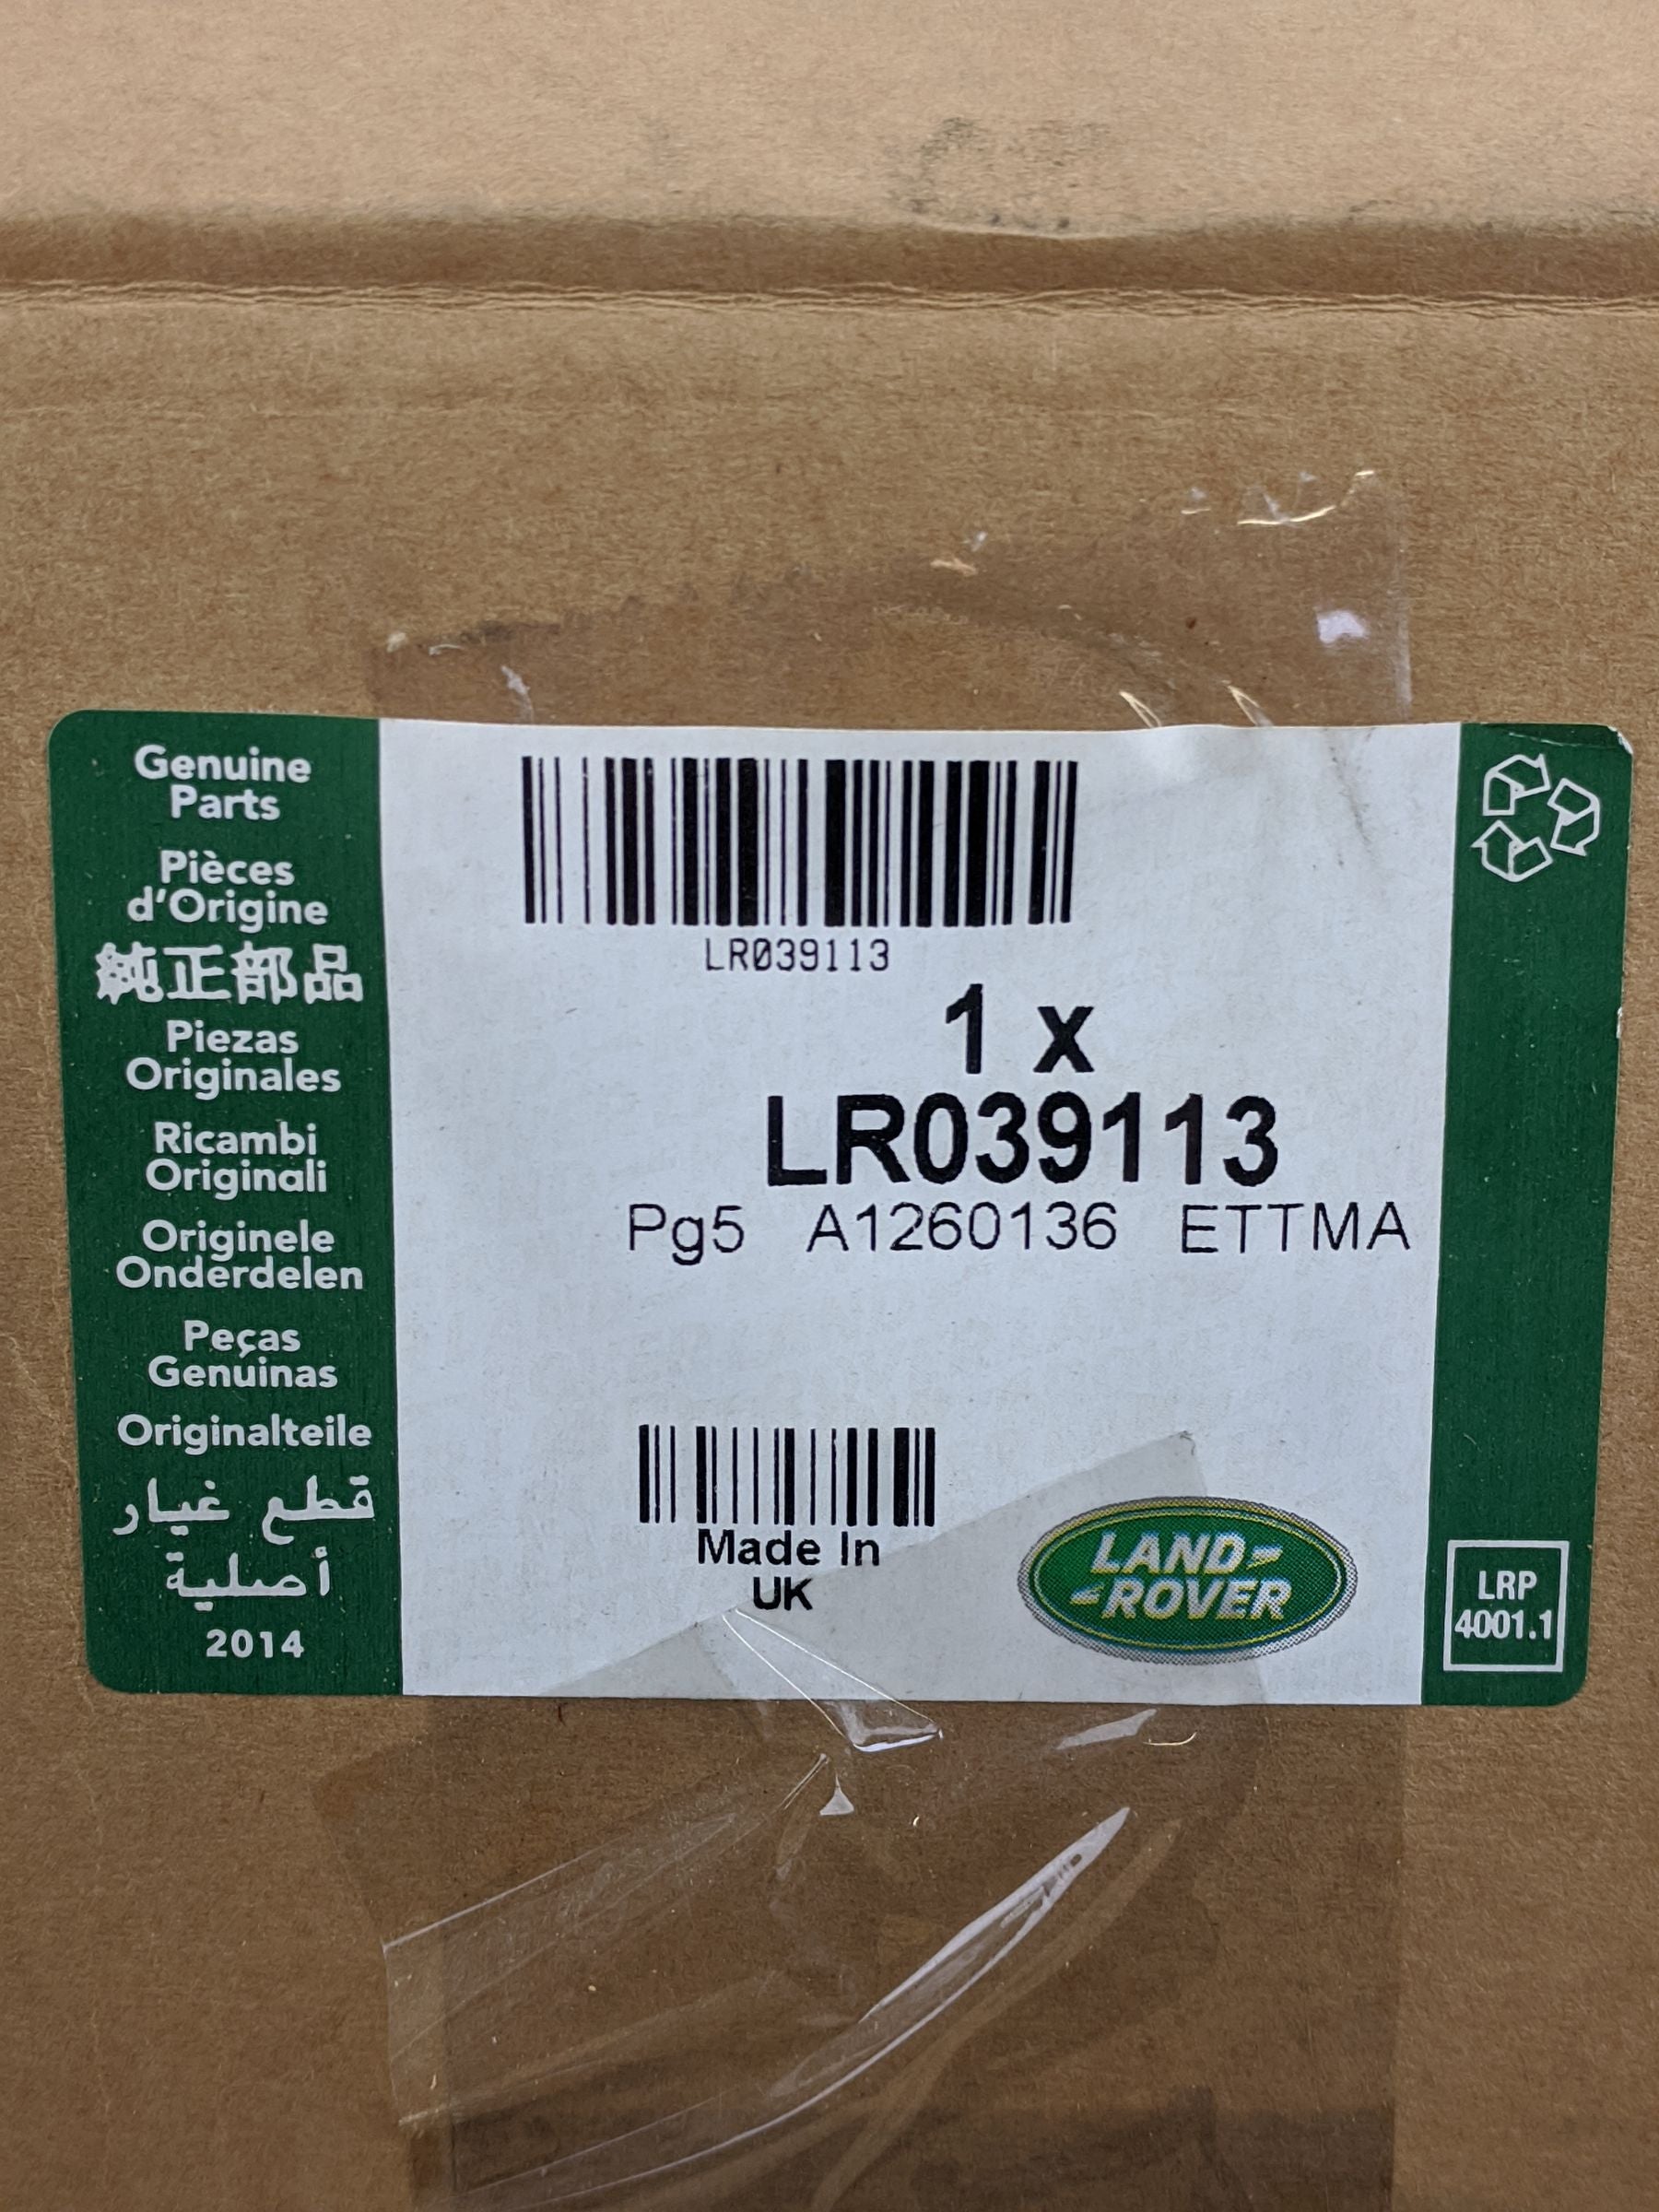 Genuine
Parts
Pièces
d'Origine
純正部品
Piezas
Originales
Ricambi
Originali
Originele
Onderdelen
Peças
Genuinas
Originalteile
قطع غيار
أصلية
2014
LR039113
1 x
LR039113
Pg5 A1260136 ETTMA
Made In
UK
LAND-
-ROVER
LRP
4001.1